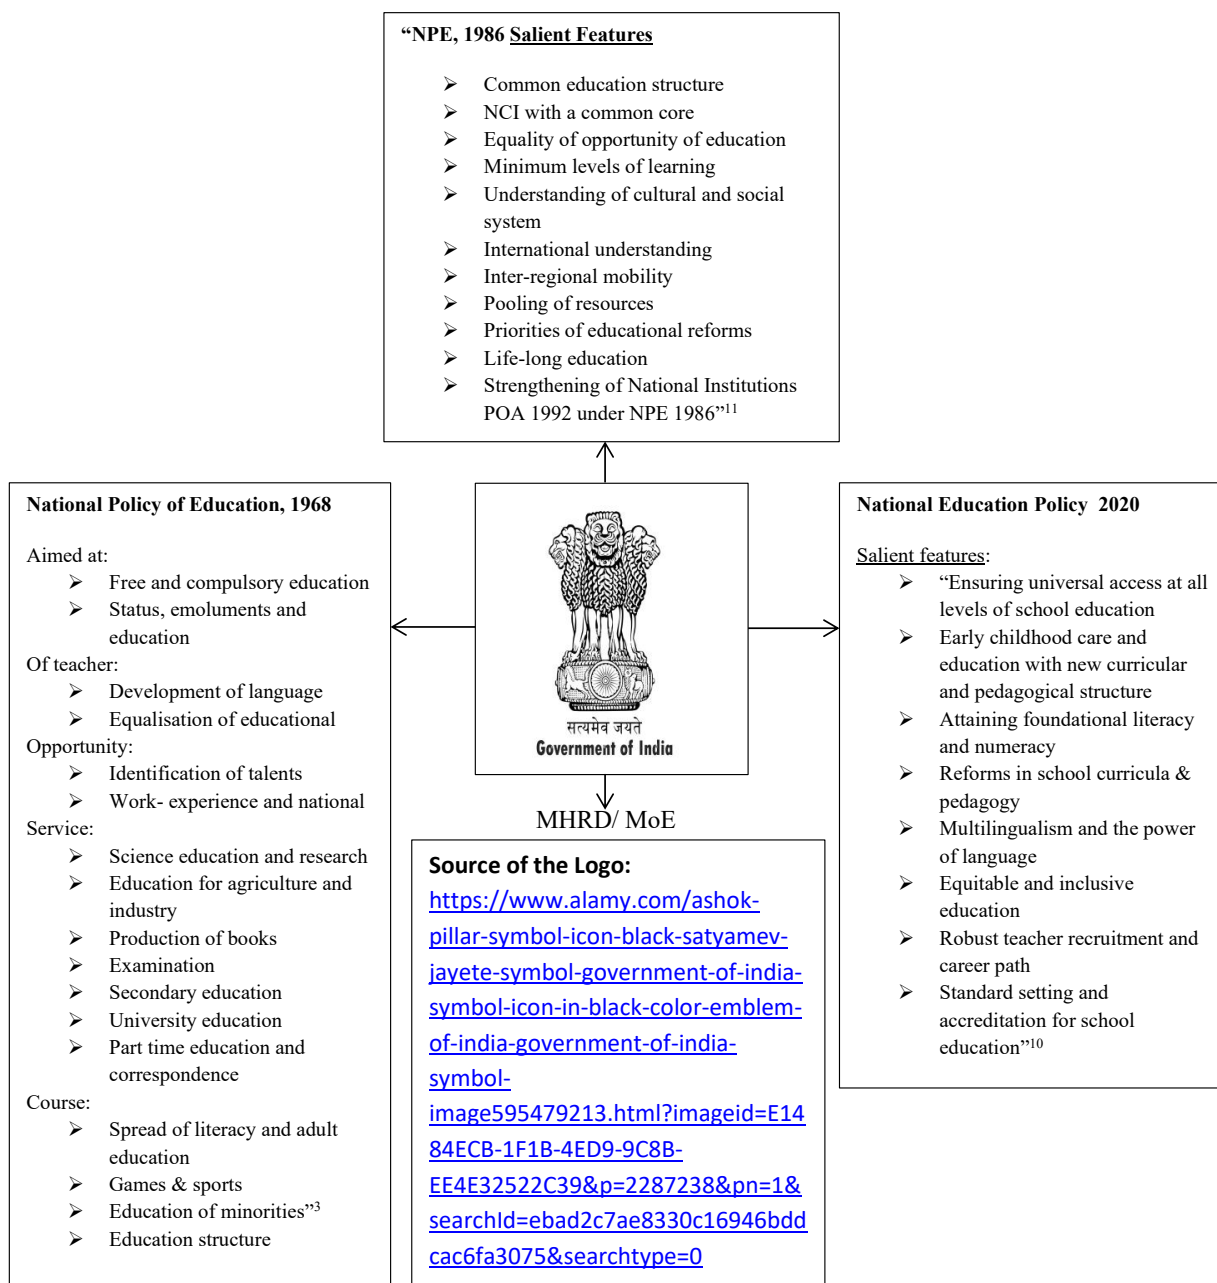 “NPE, 1986 Salient Features
➢ Common education structure
➢ NCI with a common core
➢ Equality of opportunity of education
➢ Minimum levels of learning
➢ Understanding of cultural and social
system
➢ International understanding
➢ Inter-regional mobility
➢ Pooling of resources
➢ Priorities of educational reforms
➢ Life-long education
➢ Strengthening of National Institutions
POA 1992 under NPE 1986”11
National Policy of Education, 1968
Aimed at:
➢ Free and compulsory education
➢ Status, emoluments and
education
Of teacher:
➢ Development of language
➢ Equalisation of educational
Opportunity:
➢ Identification of talents
➢ Work- experience and national
Service:
➢ Science education and research
➢ Education for agriculture and
industry
➢ Production of books
➢ Examination
➢ Secondary education
➢ University education
➢ Part time education and
correspondence
Course:
➢ Spread of literacy and adult
education
➢ Games & sports
➢ Education of minorities”3
➢ Education structure
सत्यमेव जयते
Government of India
MHRD/ MoE
Source of the Logo:
https://www.alamy.com/ashok-
pillar-symbol-icon-black-satyamev-
jayete-symbol-government-of-india-
symbol-icon-in-black-color-emblem-
of-india-government-of-india-
symbol-
image595479213.html?imageid=E14
84ECB-1F1B-4ED9-9C8B-
EE4E32522C39&p=2287238&pn=1&
searchId=ebad2c7ae8330c16946bdd
cac6fa3075&searchtype=0
National Education Policy  2020
Salient features:
➢ “Ensuring universal access at all
levels of school education
➢ Early childhood care and
education with new curricular
and pedagogical structure
➢ Attaining foundational literacy
and numeracy
➢ Reforms in school curricula &
pedagogy
➢ Multilingualism and the power
of language
➢ Equitable and inclusive
education
➢ Robust teacher recruitment and
career path
➢ Standard setting and
accreditation for school
education”10